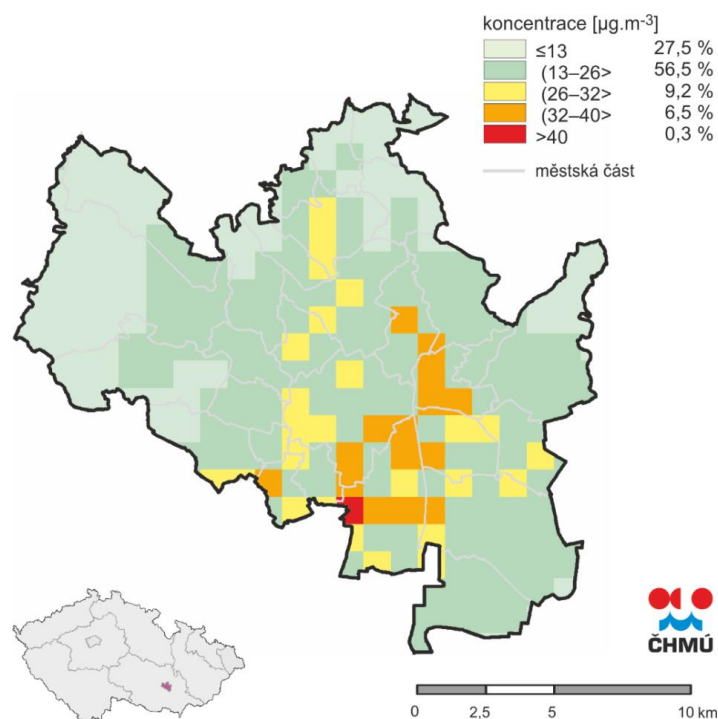 koncentrace [µg.m-3]
≤13 27,5 %
(13–26> 56,5 %
(26–32> 9,2 %
(32–40> 6,5 %
>40 0,3 %
městská část
ČHMÚ
0 2,5 5 10 km